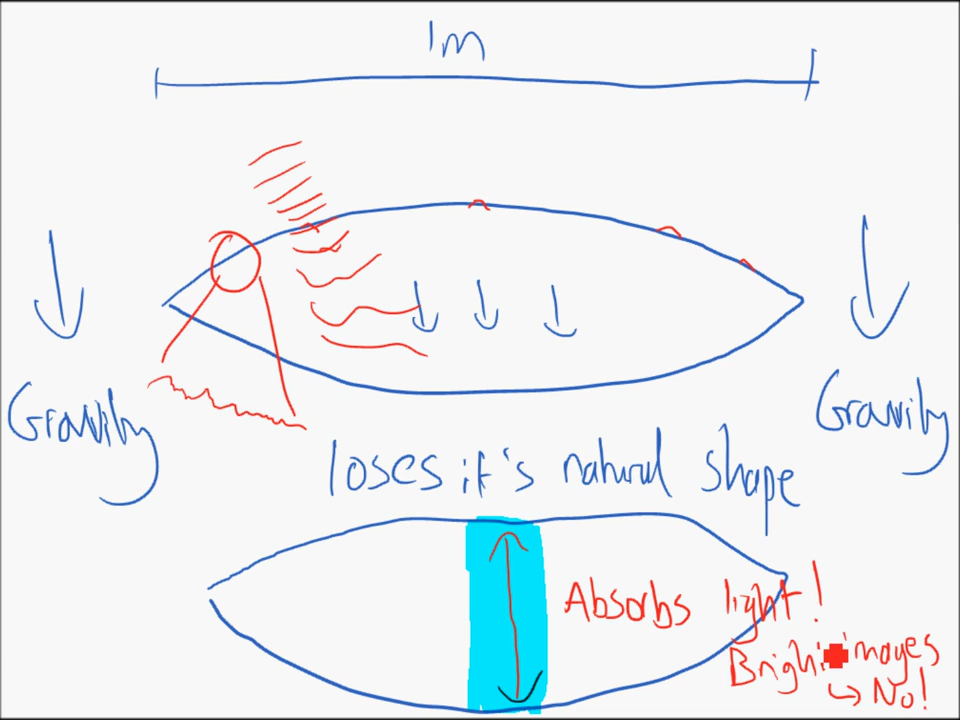 1m
Gravity
Gravity
loses it's natural shape
Absorbs light!
images
↳ No!